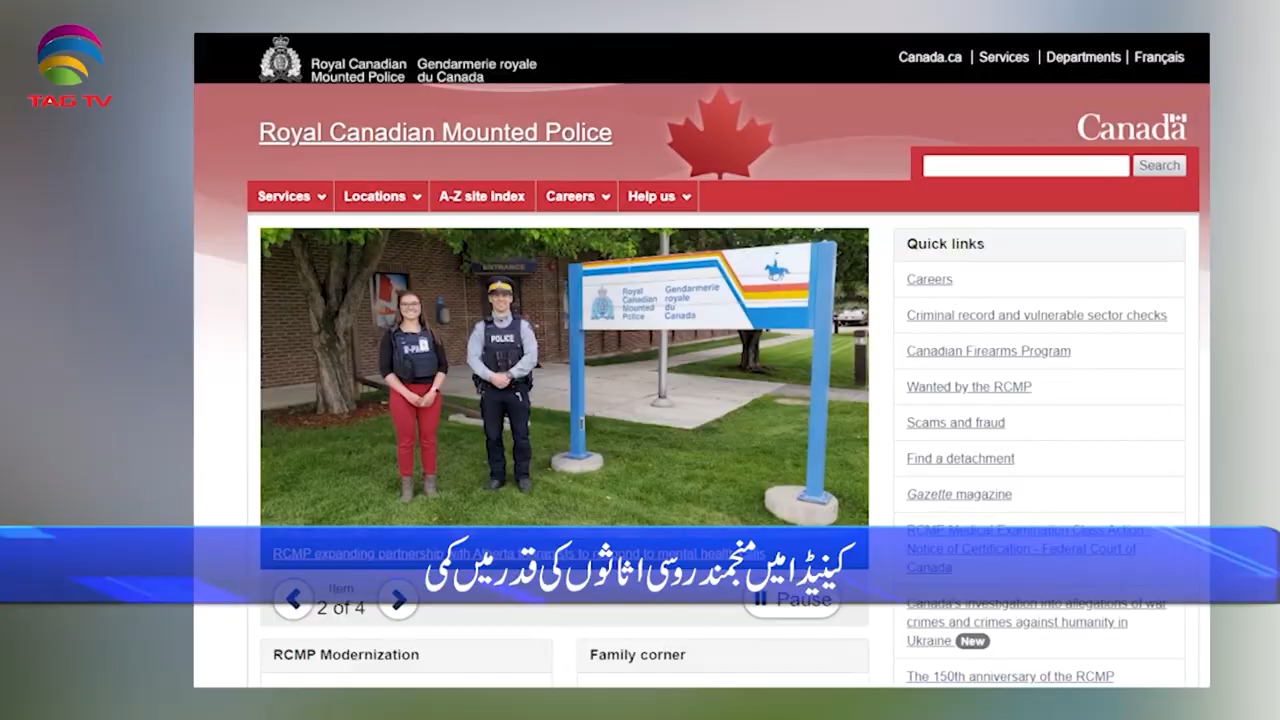 TAG TV
Royal Canadian Mounted Police
Gendarmerie royale du Canada
Canada.ca | Services | Departments | Français
Royal Canadian Mounted Police
Canada
Search
Services
Locations
A-Z site index
Careers
Help us
ENTRANCE
POLICE
Royal Canadian Mounted Police
Gendarmerie royale du Canada
Quick links
Careers
Criminal record and vulnerable sector checks
Canadian Firearms Program
Wanted by the RCMP
Scams and fraud
Find a detachment
Gazette magazine
RCMP Medical Examination Class Action -
Notice of Certification - Federal Court of
Canada
Canada's investigation into allegations of war
crimes and crimes against humanity in
Ukraine New
The 150th anniversary of the RCMP
RCMP expanding partnership with Alberta
کینیڈا میں منجمند روسی اثاثوں کی قدر میں کمی
Item
2 of 4
Pause
RCMP Modernization
Family corner